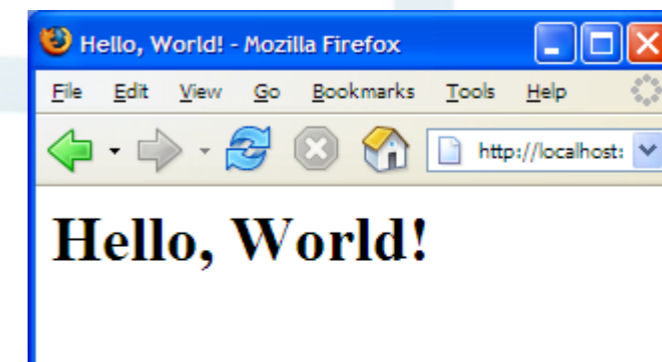 Hello, World! - Mozilla Firefox
File Edit View Go Bookmarks Tools Help
http://localhost:
Hello, World!